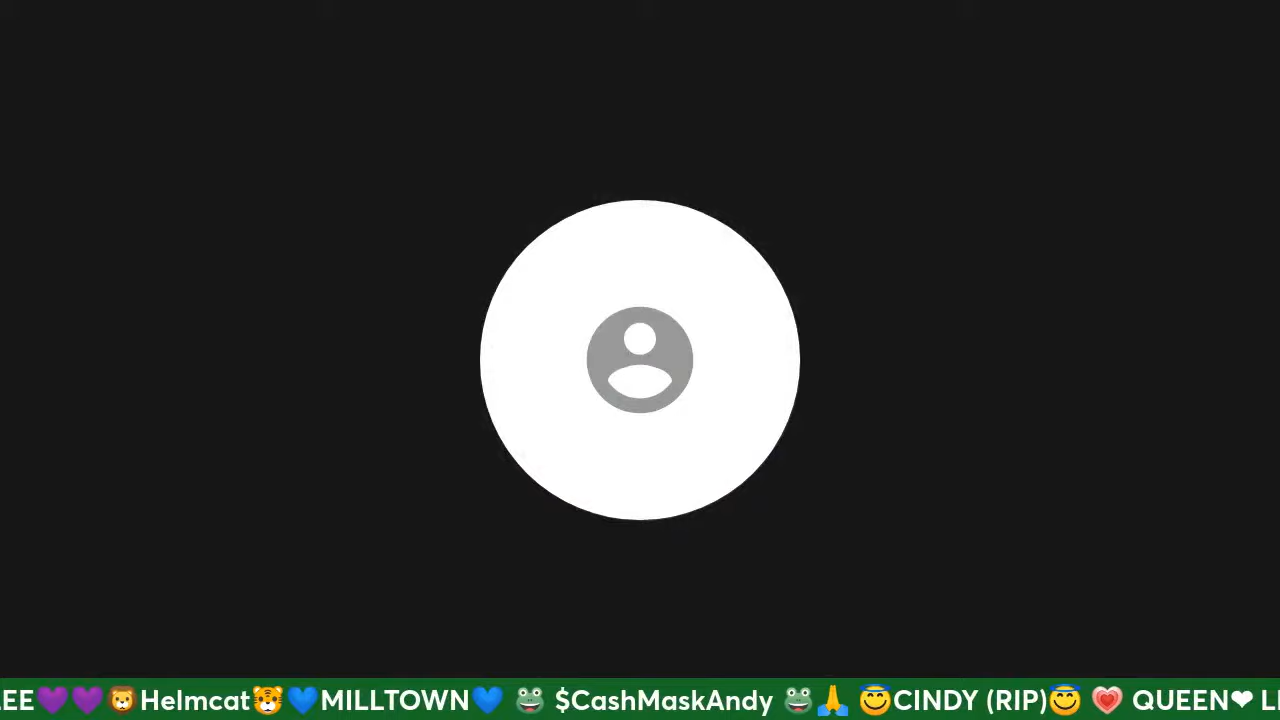 EE💜💜🦁Helmcat🐯💙MILLTOWN💙 🐸 $CashMaskAndy 🐸🙏 😇CINDY (RIP)😇 💗 QUEEN❤